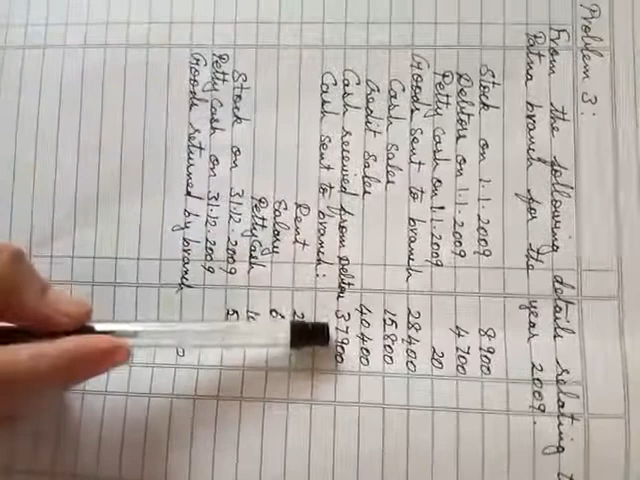 Problem 3:
From the following details relating
Patna branch for the year 2009.
Stock on 1.1.2009 8900
Debtors on 1.1.2009 4700
Petty Cash on 1.1.2009 20
Goods sent to branch 28400
Cash Sales 15800
Credit Sales 40400
Cash received from Debtors 37900
Cash sent to branch:
Rent 2
Salary 6
Petty Cash
Stock on 31.12.2009 5
Petty Cash on 31.12.2009
Goods returned by branch